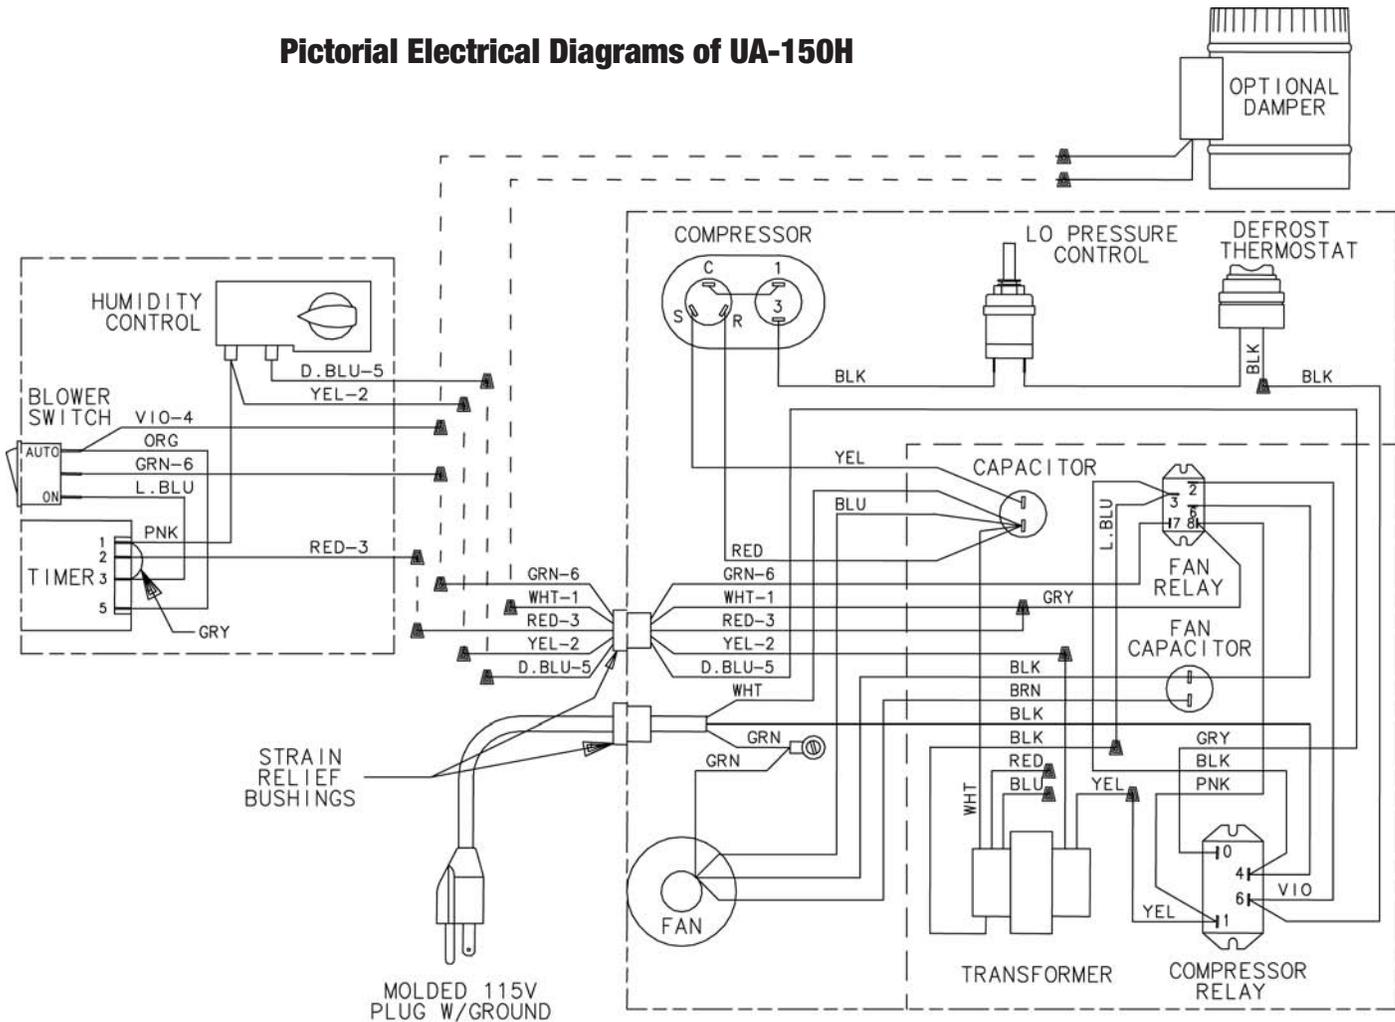 Pictorial Electrical Diagrams of UA-150H
OPTIONAL
DAMPER
COMPRESSOR
C
1
S
R
3
LO PRESSURE
CONTROL
DEFROST
THERMOSTAT
HUMIDITY
CONTROL
BLK
BLK
BLK
D.BLU-5
YEL-2
BLOWER
SWITCH
VIO-4
AUTO
ORG
GRN-6
ON
L.BLU
TIMER
1
2
3
5
PNK
RED-3
GRY
YEL
CAPACITOR
BLU
RED
L.BLU
2
3
6
7
8
FAN
RELAY
GRN-6
WHT-1
RED-3
YEL-2
D.BLU-5
GRN-6
WHT-1
RED-3
YEL-2
D.BLU-5
GRY
FAN
CAPACITOR
WHT
BLK
BRN
BLK
BLK
GRN
GRN
RED
BLU
YEL
GRY
BLK
PNK
WHT
STRAIN
RELIEF
BUSHINGS
FAN
0
4
6
1
VIO
YEL
TRANSFORMER
COMPRESSOR
RELAY
MOLDED 115V
PLUG W/GROUND